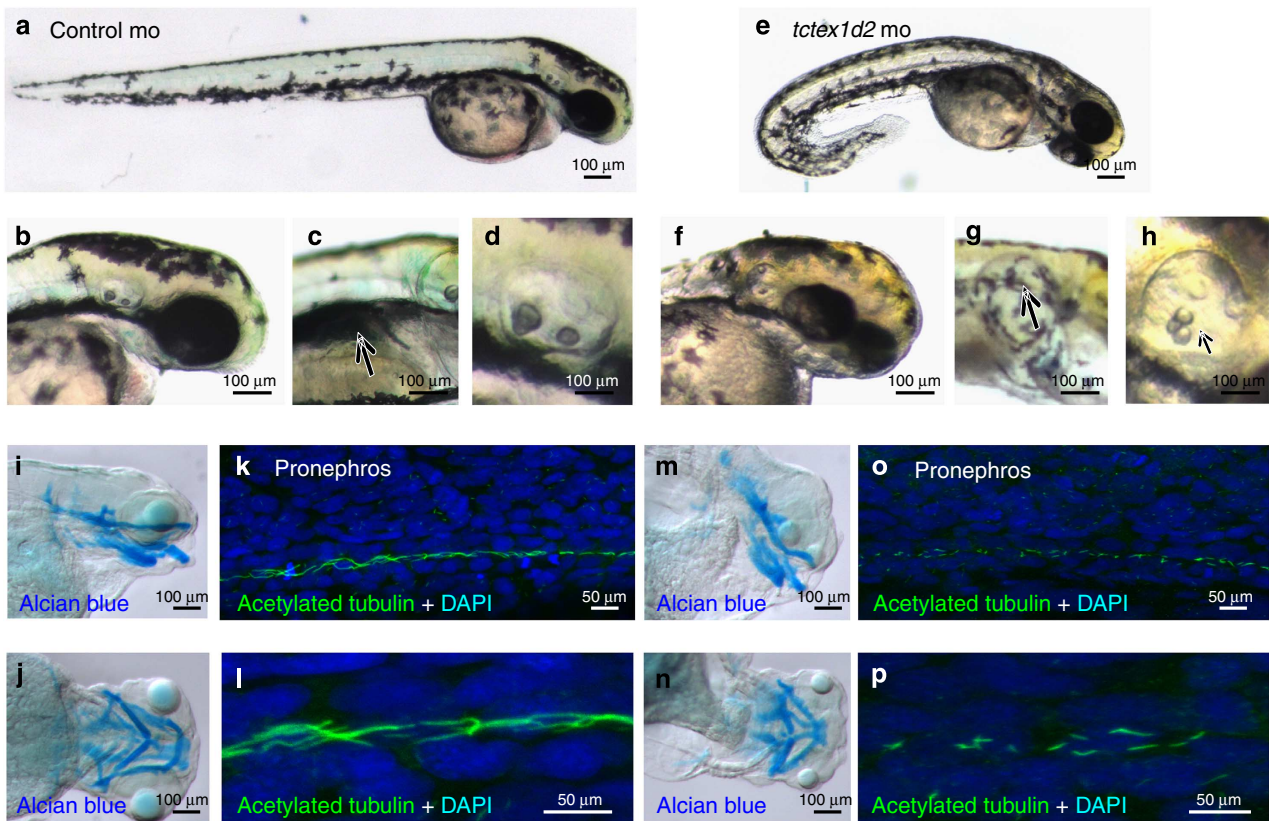 a Control mo
100 µm
e tctex1d2 mo
100 µm
b
100 µm
c
100 µm
d
100 µm
f
100 µm
g
100 µm
h
100 µm
i
Alcian blue
100 µm
k Pronephros
Acetylated tubulin + DAPI
50 µm
m
Alcian blue
100 µm
o Pronephros
Acetylated tubulin + DAPI
50 µm
j
Alcian blue
100 µm
l
Acetylated tubulin + DAPI
50 µm
n
Alcian blue
100 µm
p
Acetylated tubulin + DAPI
50 µm